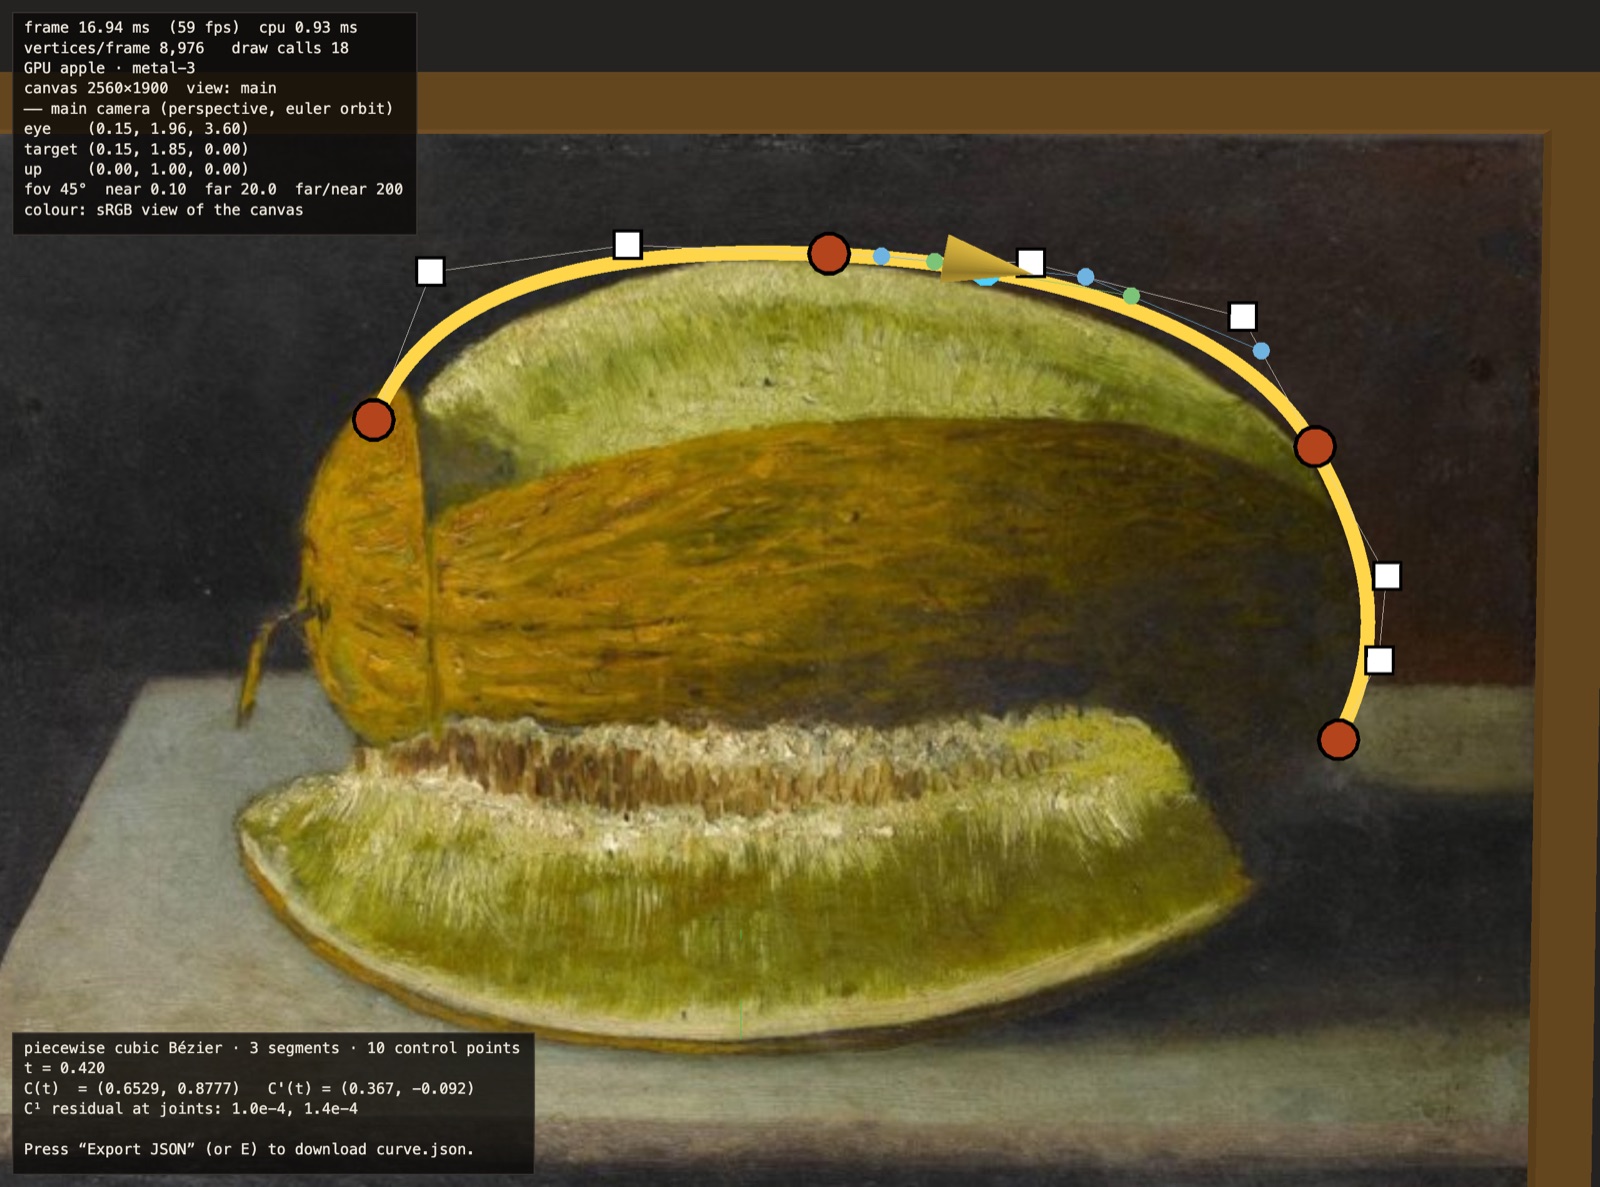 frame 16.94 ms  (59 fps)  cpu 0.93 ms
vertices/frame 8,976   draw calls 18
GPU apple · metal-3
canvas 2560×1900  view: main
── main camera (perspective, euler orbit)
eye    (0.15, 1.96, 3.60)
target (0.15, 1.85, 0.00)
up     (0.00, 1.00, 0.00)
fov 45°  near 0.10  far 20.0  far/near 200
colour: sRGB view of the canvas
piecewise cubic Bézier · 3 segments · 10 control points
t = 0.420
C(t)  = (0.6529, 0.8777)   C'(t) = (0.367, −0.092)
C¹ residual at joints: 1.0e−4, 1.4e−4
Press “Export JSON” (or E) to download curve.json.